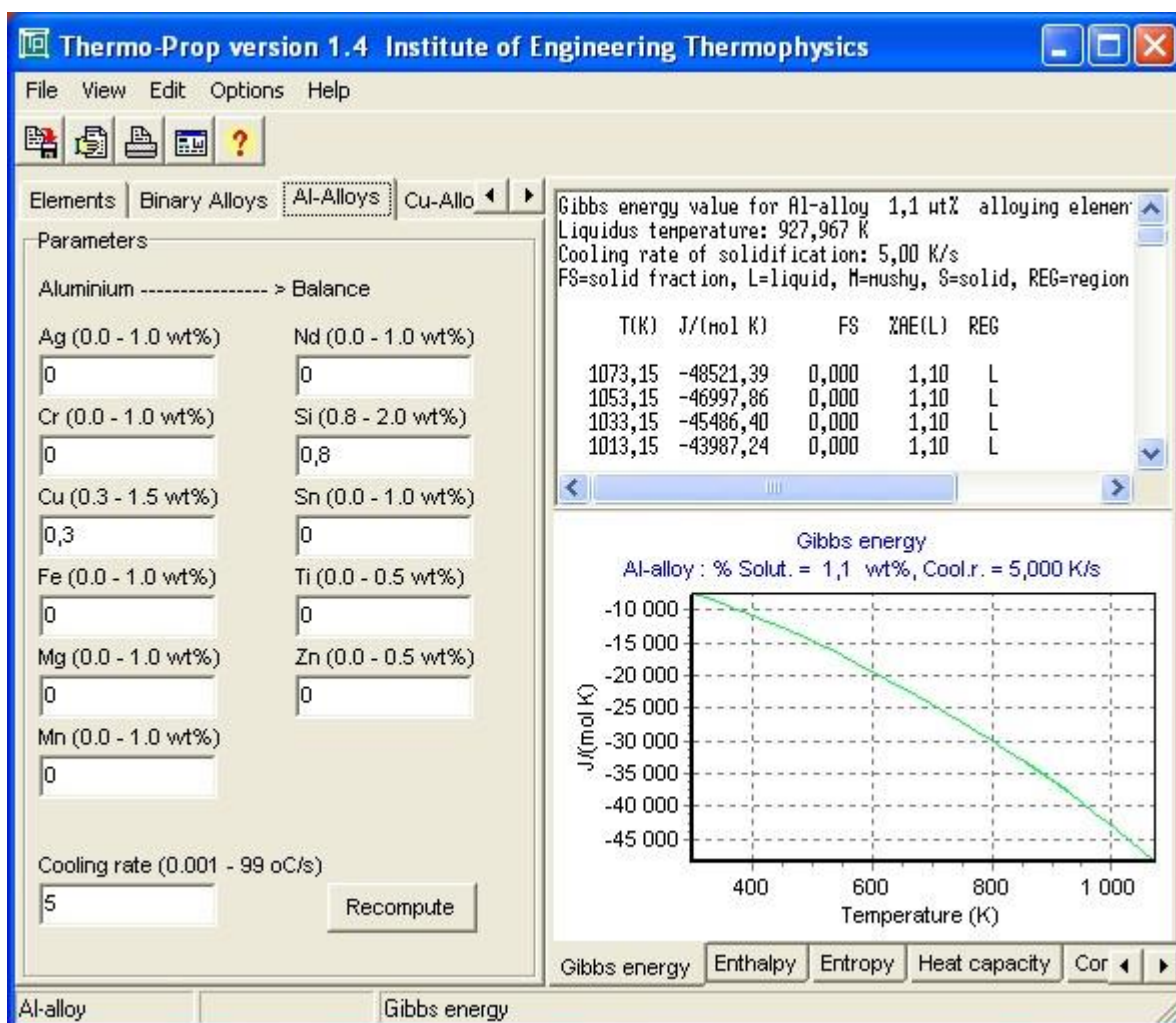 Thermo-Prop version 1.4 Institute of Engineering Thermophysics
File View Edit Options Help
Elements Binary Alloys Al-Alloys Cu-Allo
Parameters
Aluminium ---------------- > Balance
Ag (0.0 - 1.0 wt%) Nd (0.0 - 1.0 wt%)
0 0
Cr (0.0 - 1.0 wt%) Si (0.8 - 2.0 wt%)
0 0,8
Cu (0.3 - 1.5 wt%) Sn (0.0 - 1.0 wt%)
0,3 0
Fe (0.0 - 1.0 wt%) Ti (0.0 - 0.5 wt%)
0 0
Mg (0.0 - 1.0 wt%) Zn (0.0 - 0.5 wt%)
0 0
Mn (0.0 - 1.0 wt%)
0
Cooling rate (0.001 - 99 oC/s)
5 Recompute
Gibbs energy value for Al-alloy 1,1 wt% alloying elemen
Liquidus temperature: 927,967 K
Cooling rate of solidification: 5,00 K/s
FS=solid fraction, L=liquid, M=mushy, S=solid, REG=region
T(K) J/(mol K) FS %AE(L) REG
1073,15 -48521,39 0,000 1,10 L
1053,15 -46997,86 0,000 1,10 L
1033,15 -45486,40 0,000 1,10 L
1013,15 -43987,24 0,000 1,10 L
Gibbs energy
Al-alloy : % Solut. = 1,1 wt%, Cool.r. = 5,000 K/s
-10 000
-15 000
-20 000
-25 000
-30 000
-35 000
-40 000
-45 000
J/(mol K)
400 600 800 1 000
Temperature (K)
Gibbs energy Enthalpy Entropy Heat capacity Cor
Al-alloy Gibbs energy